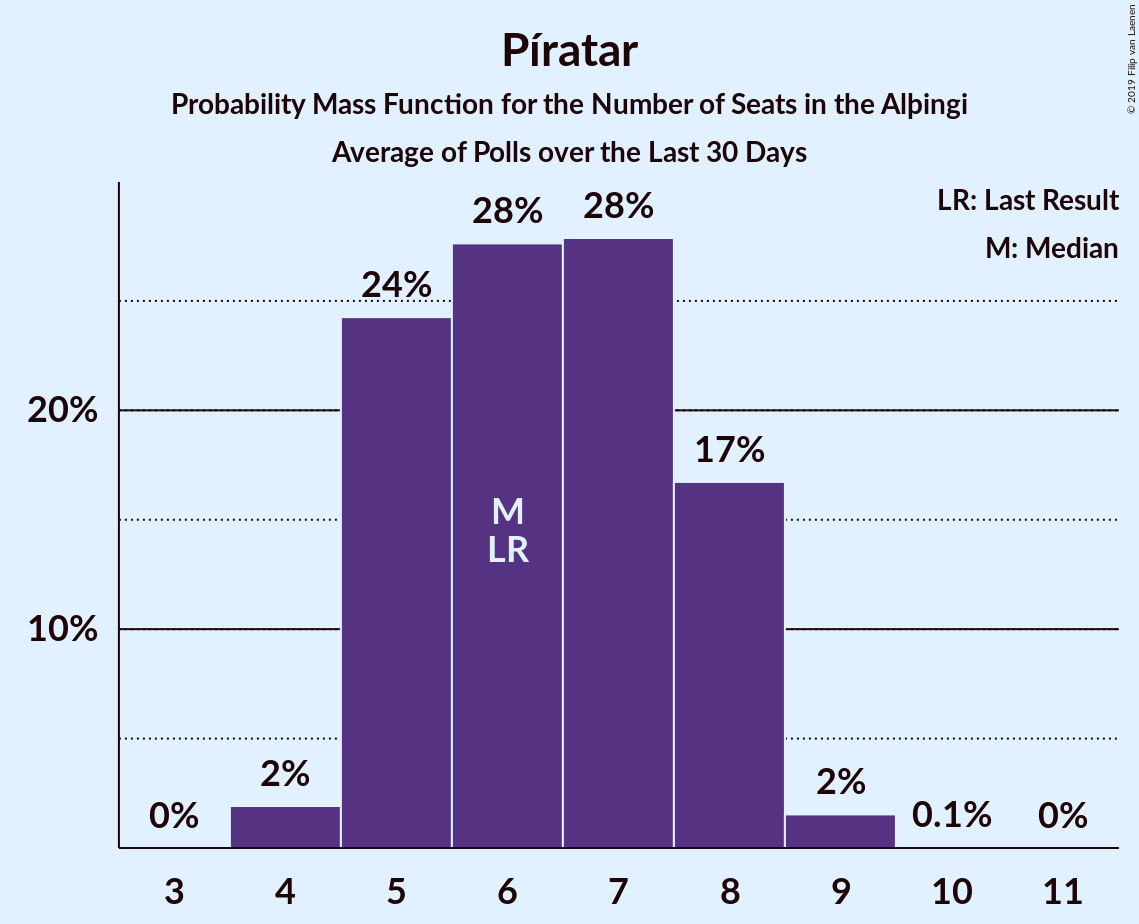 Píratar
Probability Mass Function for the Number of Seats in the Alþingi
Average of Polls over the Last 30 Days
© 2019 Filip van Laenen
LR: Last Result
M: Median
28%
28%
24%
20%
17%
M
LR
10%
2%
2%
0%
0.1%
0%
3 4 5 6 7 8 9 10 11